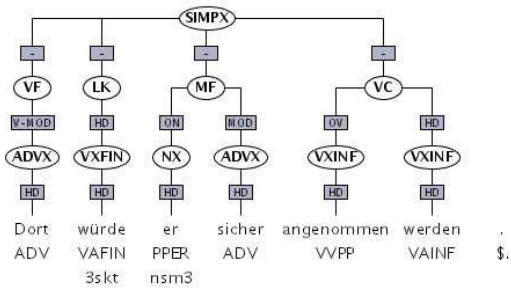 SIMPX
- - - -
VF LK MF VC
V-MOD HD ON MOD OV HD
ADVX VXFIN NX ADVX VXINF VXINF
HD HD HD HD HD HD
Dort würde er sicher angenommen werden .
ADV VAFIN PPER ADV VVPP VAINF $.
3skt nsm3